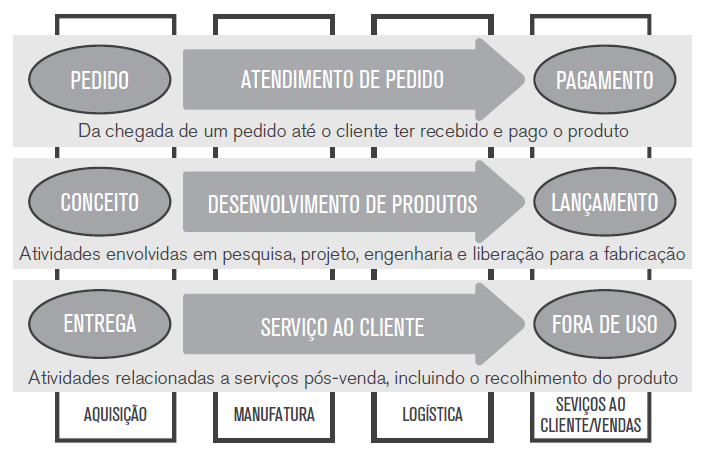 PEDIDO
ATENDIMENTO DE PEDIDO
PAGAMENTO
Da chegada de um pedido até o cliente ter recebido e pago o produto
CONCEITO
DESENVOLVIMENTO DE PRODUTOS
LANÇAMENTO
Atividades envolvidas em pesquisa, projeto, engenharia e liberação para a fabricação
ENTREGA
SERVIÇO AO CLIENTE
FORA DE USO
Atividades relacionadas a serviços pós-venda, incluindo o recolhimento do produto
AQUISIÇÃO
MANUFATURA
LOGÍSTICA
SEVIÇOS AO
CLIENTE/VENDAS